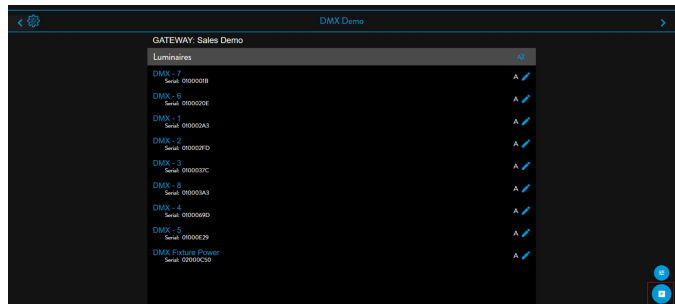 DMX Demo
GATEWAY: Sales Demo
Luminaires AZ
DMX - 7 A
Serial: 0100001B
DMX - 6 A
Serial: 0100020E
DMX - 1 A
Serial: 010002A3
DMX - 2 A
Serial: 010002FD
DMX - 3 A
Serial: 0100037C
DMX - 8 A
Serial: 010003A3
DMX - 4 A
Serial: 0100069D
DMX - 5 A
Serial: 01000E29
DMX Fixture Power A
Serial: 02000C50